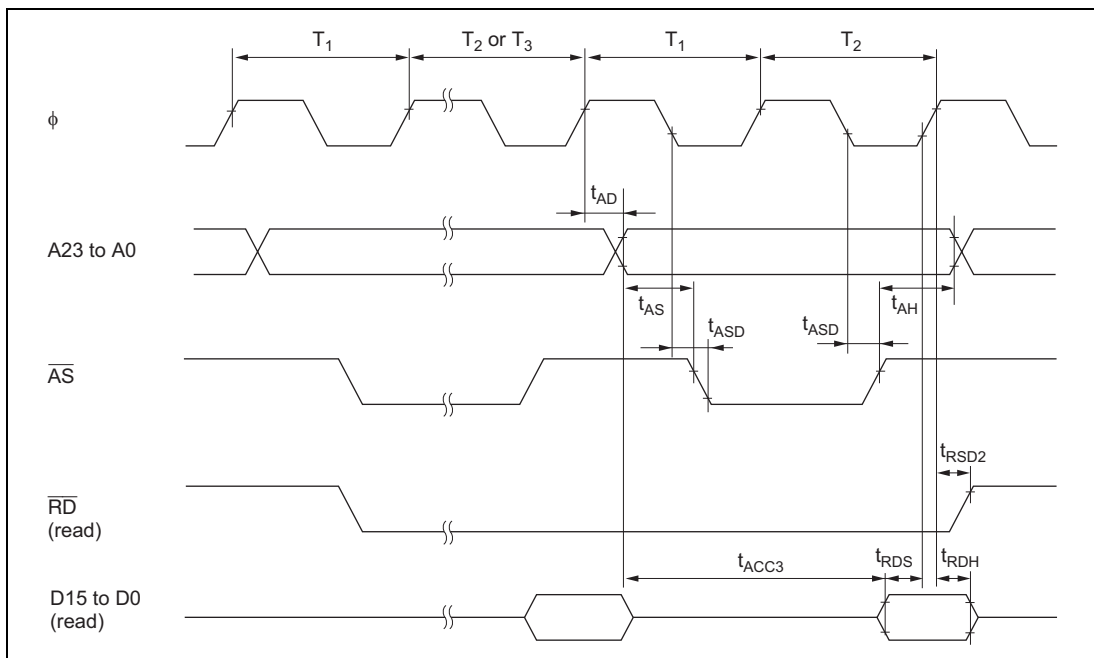 T1 T2 or T3 T1 T2
φ
tAD
A23 to A0
tAS tAH
tASD tASD
AS
tRSD2
RD
(read)
tACC3 tRDS tRDH
D15 to D0
(read)